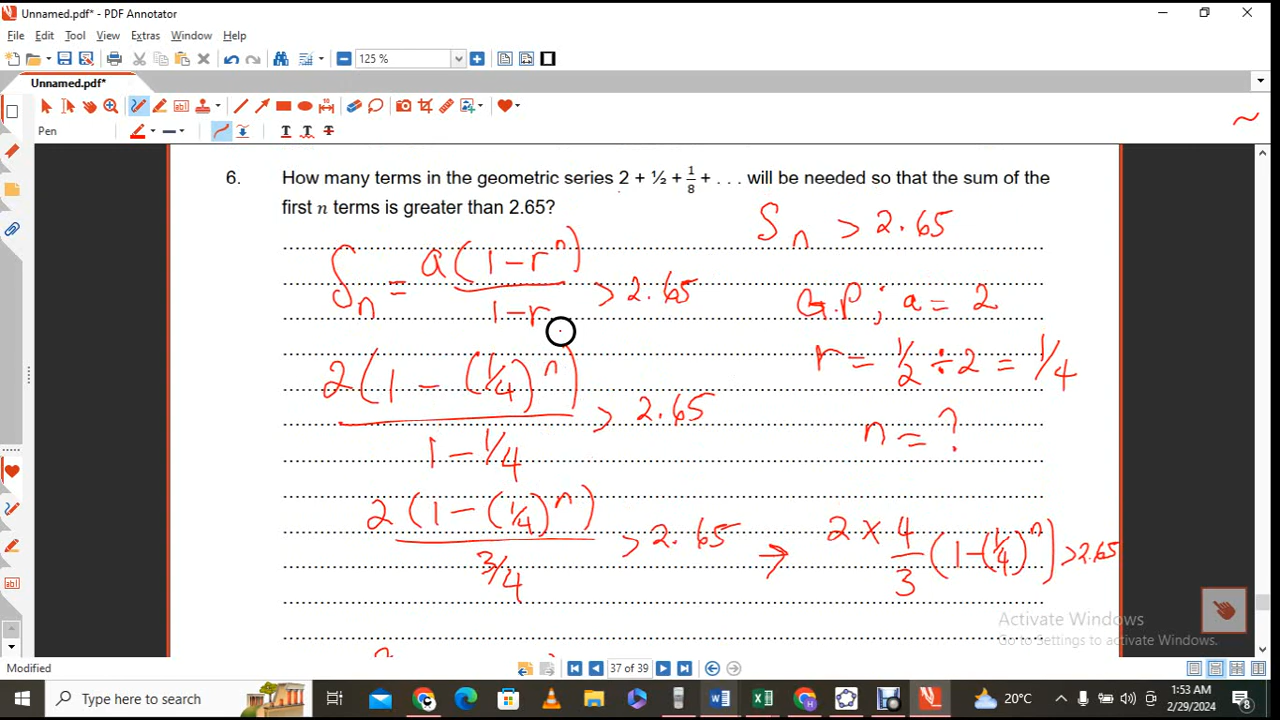 Unnamed.pdf* - PDF Annotator
File Edit Tool View Extras Window Help
125 %
Unnamed.pdf*
Pen
6. How many terms in the geometric series 2 + ½ + 1/8 + . . . will be needed so that the sum of the
first n terms is greater than 2.65?
Sn > 2.65
Sn = a(1-r^n)/1-r > 2.65
G.P; a = 2
r = 1/2 ÷ 2 = 1/4
2(1 - (1/4)^n)/1 - 1/4 > 2.65
n = ?
2(1 - (1/4)^n)/3/4 > 2.65 ⇒ 2 × 4/3 (1-(1/4)^n) > 2.65
Activate Windows
Go to Settings to activate Windows.
Modified
37 of 39
Type here to search
20°C
1:53 AM
2/29/2024
8